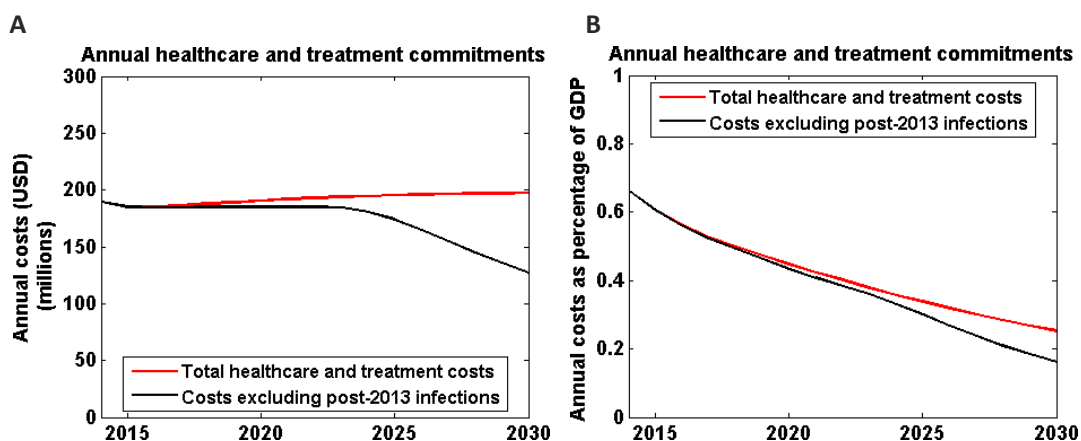 A
Annual healthcare and treatment commitments
Annual costs (USD)
(millions)
300
250
200
150
100
50
0
Total healthcare and treatment costs
Costs excluding post-2013 infections
2015
2020
2025
2030
B
Annual healthcare and treatment commitments
Annual costs as percentage of GDP
1
0.8
0.6
0.4
0.2
0
Total healthcare and treatment costs
Costs excluding post-2013 infections
2015
2020
2025
2030